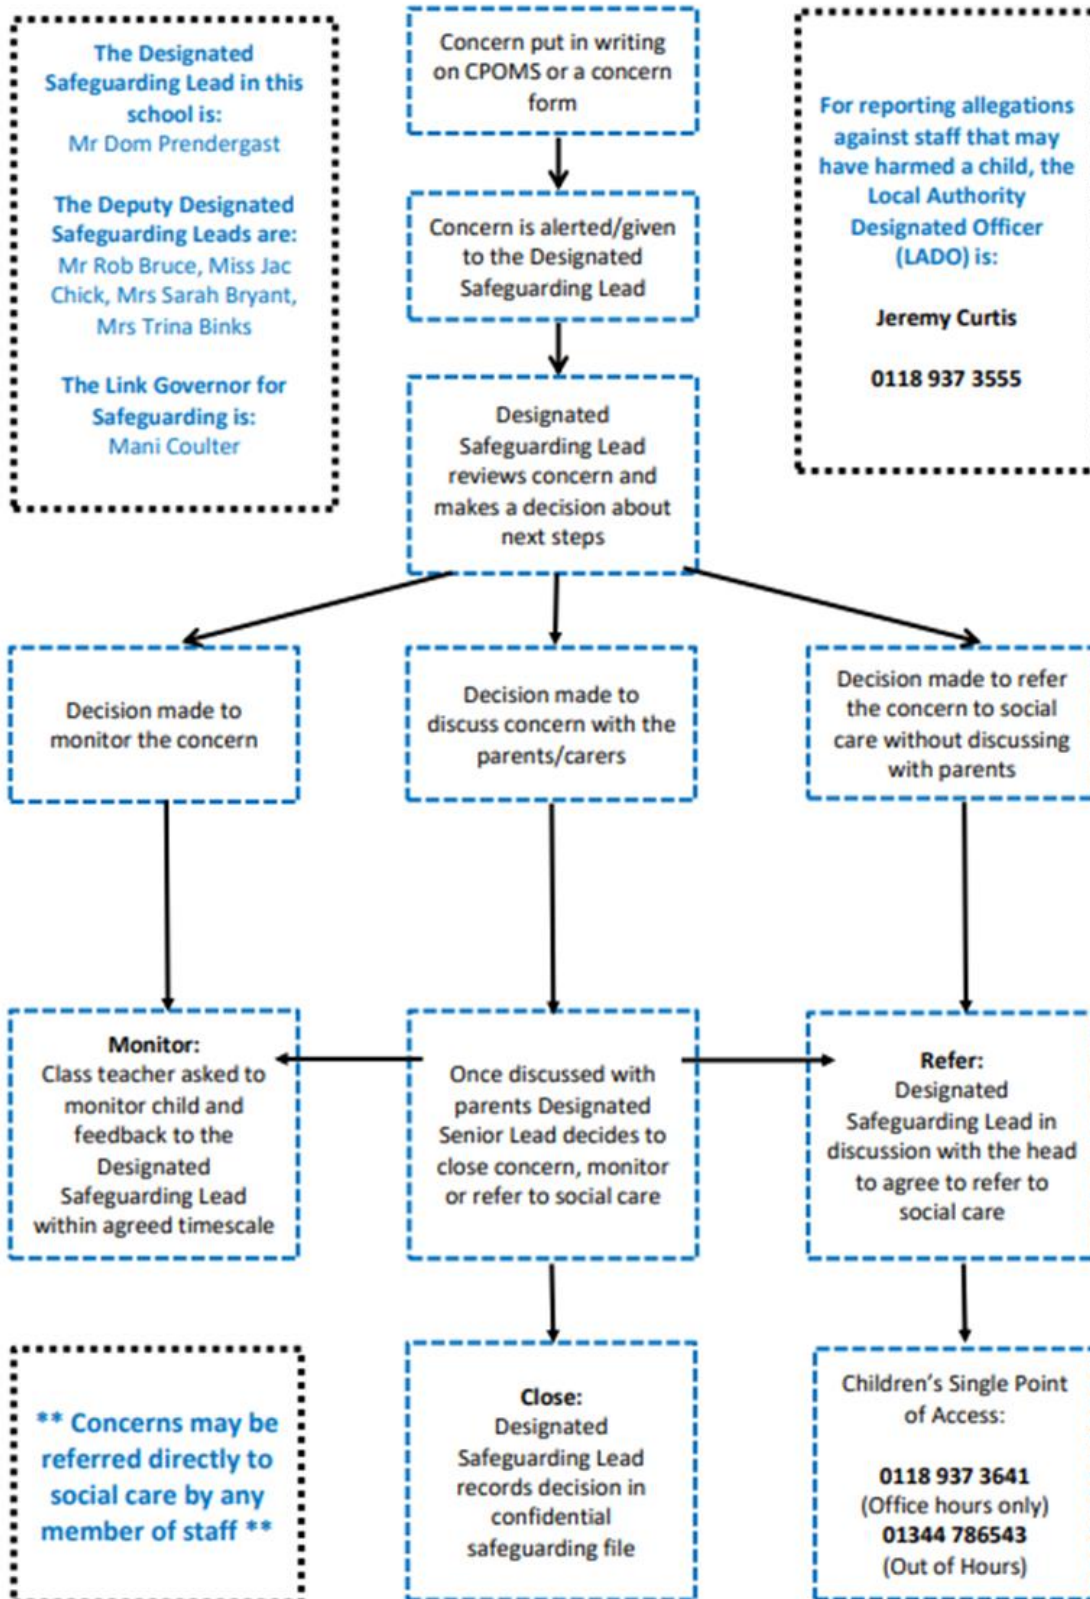 The Designated
Safeguarding Lead in this
school is:
Mr Dom Prendergast
The Deputy Designated
Safeguarding Leads are:
Mr Rob Bruce, Miss Jac
Chick, Mrs Sarah Bryant,
Mrs Trina Binks
The Link Governor for
Safeguarding is:
Mani Coulter
Concern put in writing
on CPOMS or a concern
form
For reporting allegations
against staff that may
have harmed a child, the
Local Authority
Designated Officer
(LADO) is:
Jeremy Curtis
0118 937 3555
Concern is alerted/given
to the Designated
Safeguarding Lead
Designated
Safeguarding Lead
reviews concern and
makes a decision about
next steps
Decision made to
monitor the concern
Decision made to
discuss concern with the
parents/carers
Decision made to refer
the concern to social
care without discussing
with parents
Monitor:
Class teacher asked to
monitor child and
feedback to the
Designated
Safeguarding Lead
within agreed timescale
Once discussed with
parents Designated
Senior Lead decides to
close concern, monitor
or refer to social care
Refer:
Designated
Safeguarding Lead in
discussion with the head
to agree to refer to
social care
** Concerns may be
referred directly to
social care by any
member of staff **
Close:
Designated
Safeguarding Lead
records decision in
confidential
safeguarding file
Children's Single Point
of Access:
0118 937 3641
(Office hours only)
01344 786543
(Out of Hours)